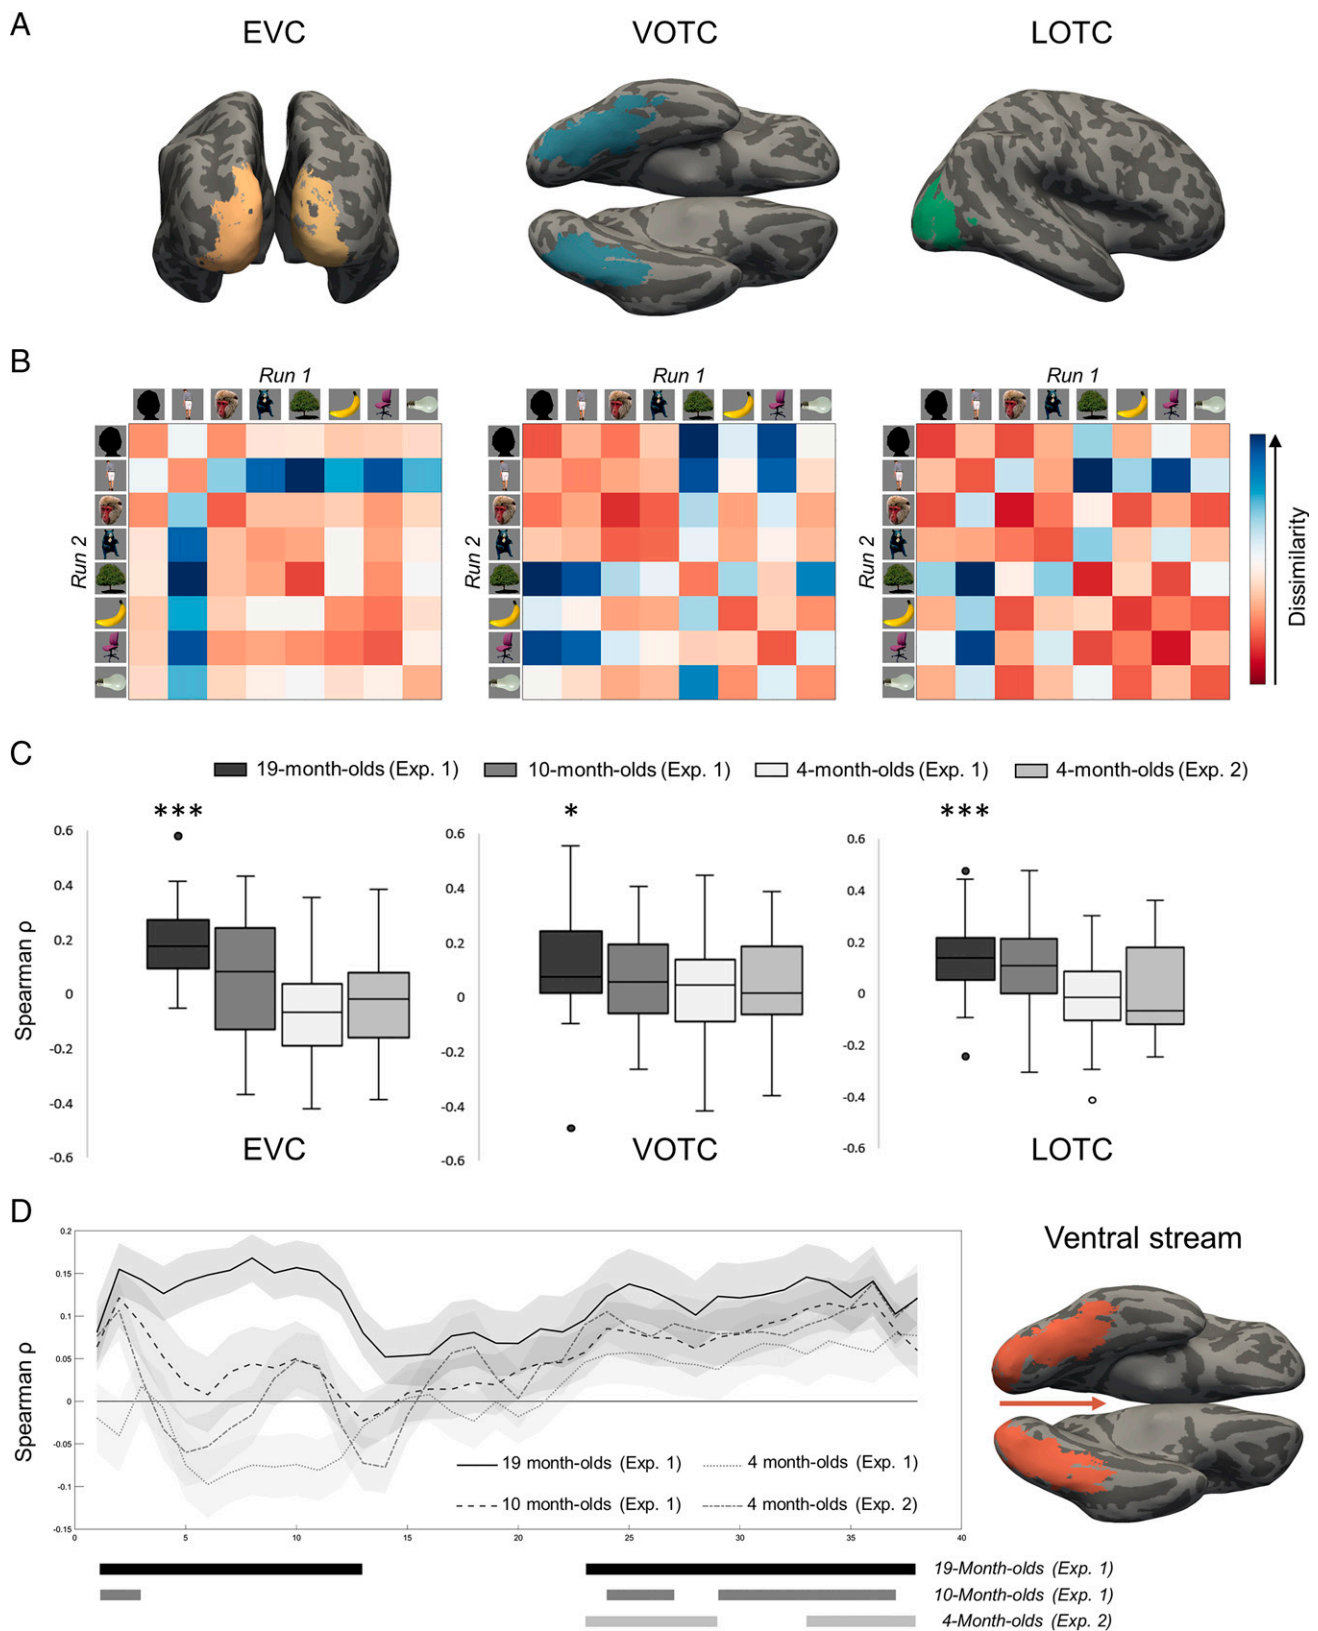 A
EVC VOTC LOTC
B
Run 1 Run 1 Run 1
Run 2 Run 2 Run 2
Dissimilarity
C
19-month-olds (Exp. 1) 10-month-olds (Exp. 1) 4-month-olds (Exp. 1) 4-month-olds (Exp. 2)
*** * ***
Spearman ρ
0.6
0.4
0.2
0
-0.2
-0.4
-0.6
EVC
0.6
0.4
0.2
0
-0.2
-0.4
-0.6
VOTC
0.6
0.4
0.2
0
-0.2
-0.4
-0.6
LOTC
D
Spearman ρ
0.2
0.15
0.1
0.05
0
-0.05
-0.1
-0.15
0 5 10 15 20 25 30 35 40
19 month-olds (Exp. 1) 4 month-olds (Exp. 1)
10 month-olds (Exp. 1) 4 month-olds (Exp. 2)
Ventral stream
19-Month-olds (Exp. 1)
10-Month-olds (Exp. 1)
4-Month-olds (Exp. 2)